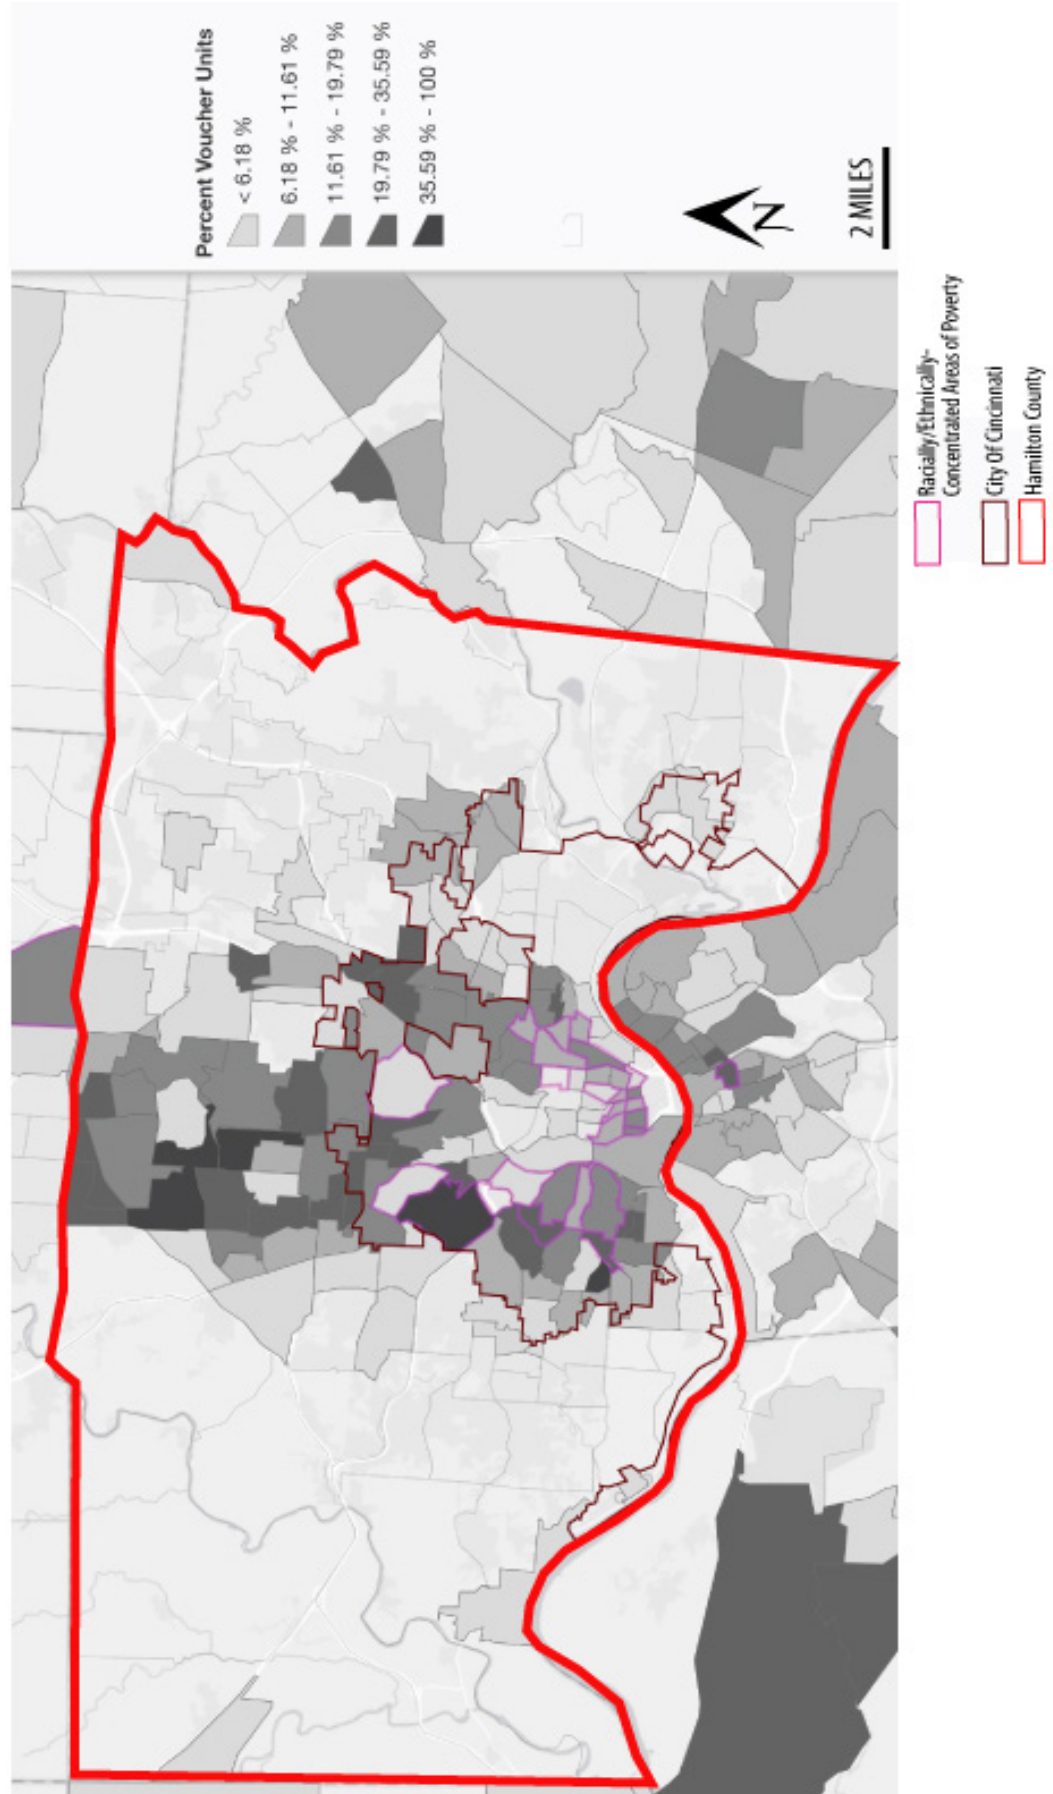 Percent Voucher Units
< 6.18 %
6.18 % - 11.61 %
11.61 % - 19.79 %
19.79 % - 35.59 %
35.59 % - 100 %
N
2 MILES
Racially/Ethnically-
Concentrated Areas of Poverty
City Of Cincinnati
Hamilton County